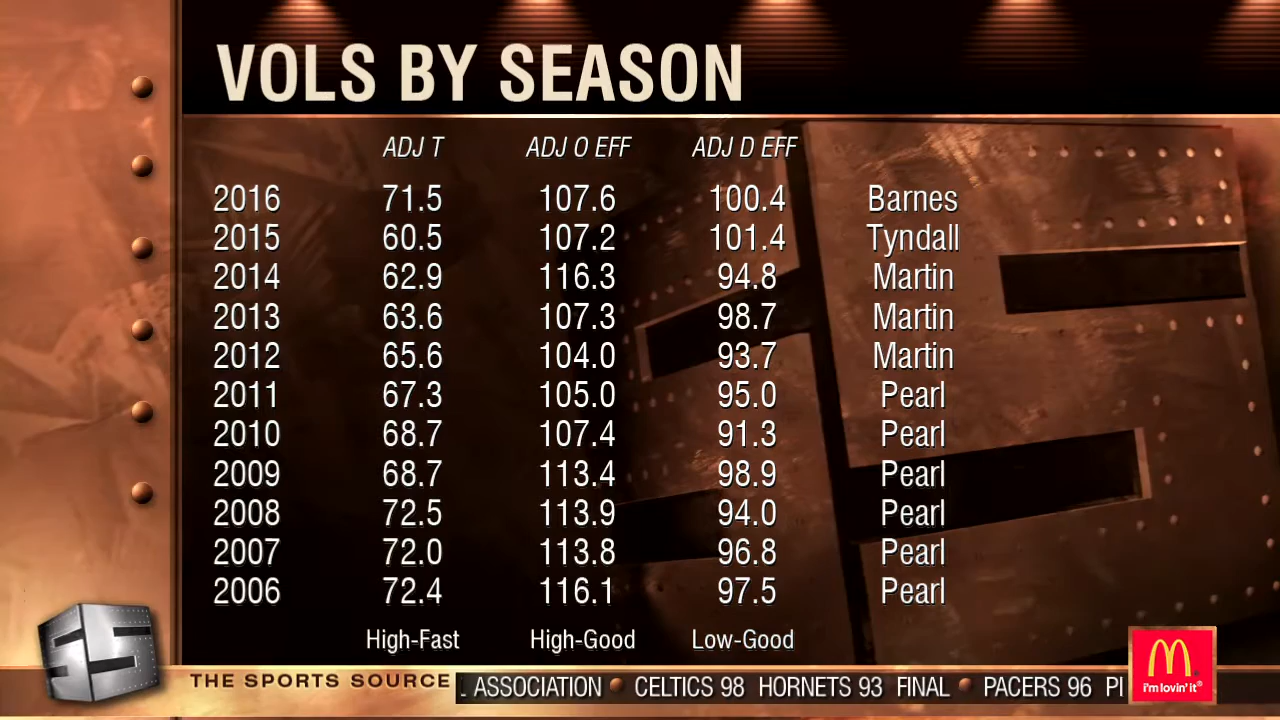 VOLS BY SEASON
ADJ T ADJ O EFF ADJ D EFF
2016 71.5 107.6 100.4 Barnes
2015 60.5 107.2 101.4 Tyndall
2014 62.9 116.3 94.8 Martin
2013 63.6 107.3 98.7 Martin
2012 65.6 104.0 93.7 Martin
2011 67.3 105.0 95.0 Pearl
2010 68.7 107.4 91.3 Pearl
2009 68.7 113.4 98.9 Pearl
2008 72.5 113.9 94.0 Pearl
2007 72.0 113.8 96.8 Pearl
2006 72.4 116.1 97.5 Pearl
High-Fast High-Good Low-Good
THE SPORTS SOURCE ASSOCIATION CELTICS 98 HORNETS 93 FINAL PACERS 96 PI
i'm lovin' it®